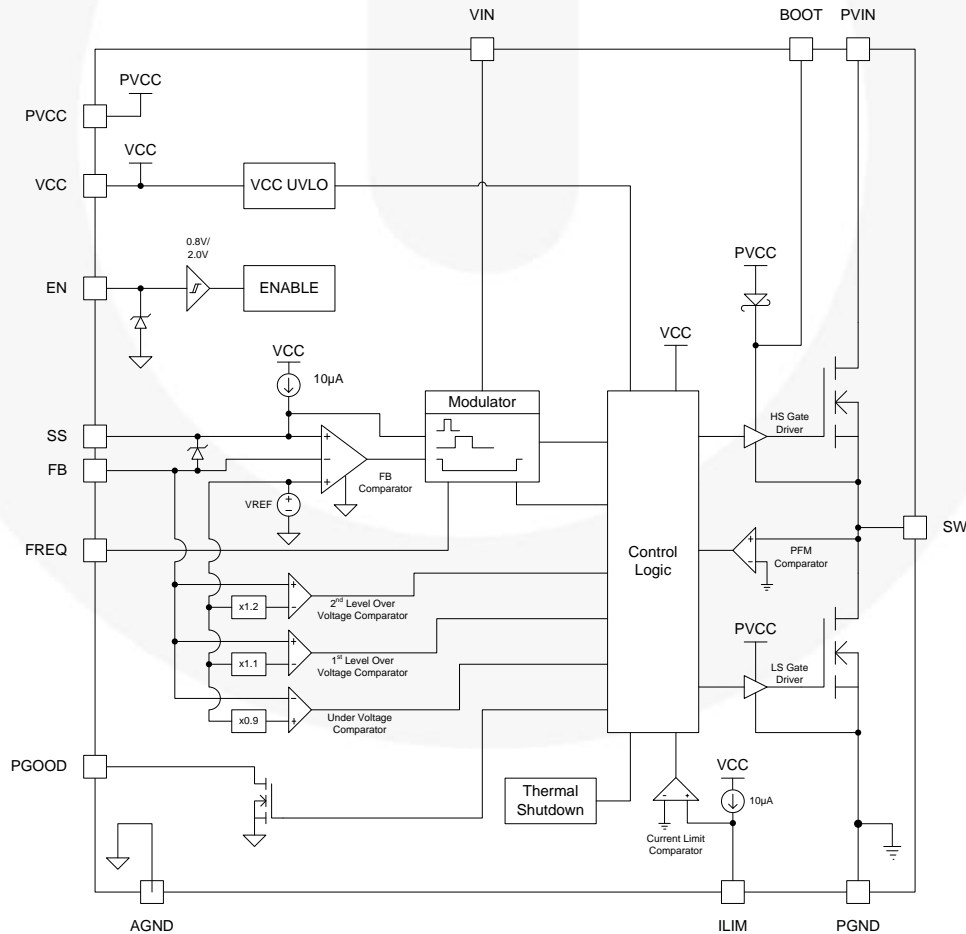 VIN
BOOT
PVIN
PVCC
PVCC
VCC
VCC
VCC UVLO
0.8V/
2.0V
EN
ENABLE
PVCC
VCC
VCC
10µA
Modulator
HS Gate
Driver
SS
+
FB
−
+
FB
Comparator
VREF
+
−
SW
FREQ
Control
Logic
+
−
PFM
Comparator
+
x1.2
−
2nd Level Over
Voltage Comparator
+
x1.1
−
1st Level Over
Voltage Comparator
PVCC
LS Gate
Driver
−
x0.9
+
Under Voltage
Comparator
PGOOD
VCC
Thermal
Shutdown
−
+
10µA
Current Limit
Comparator
AGND
ILIM
PGND